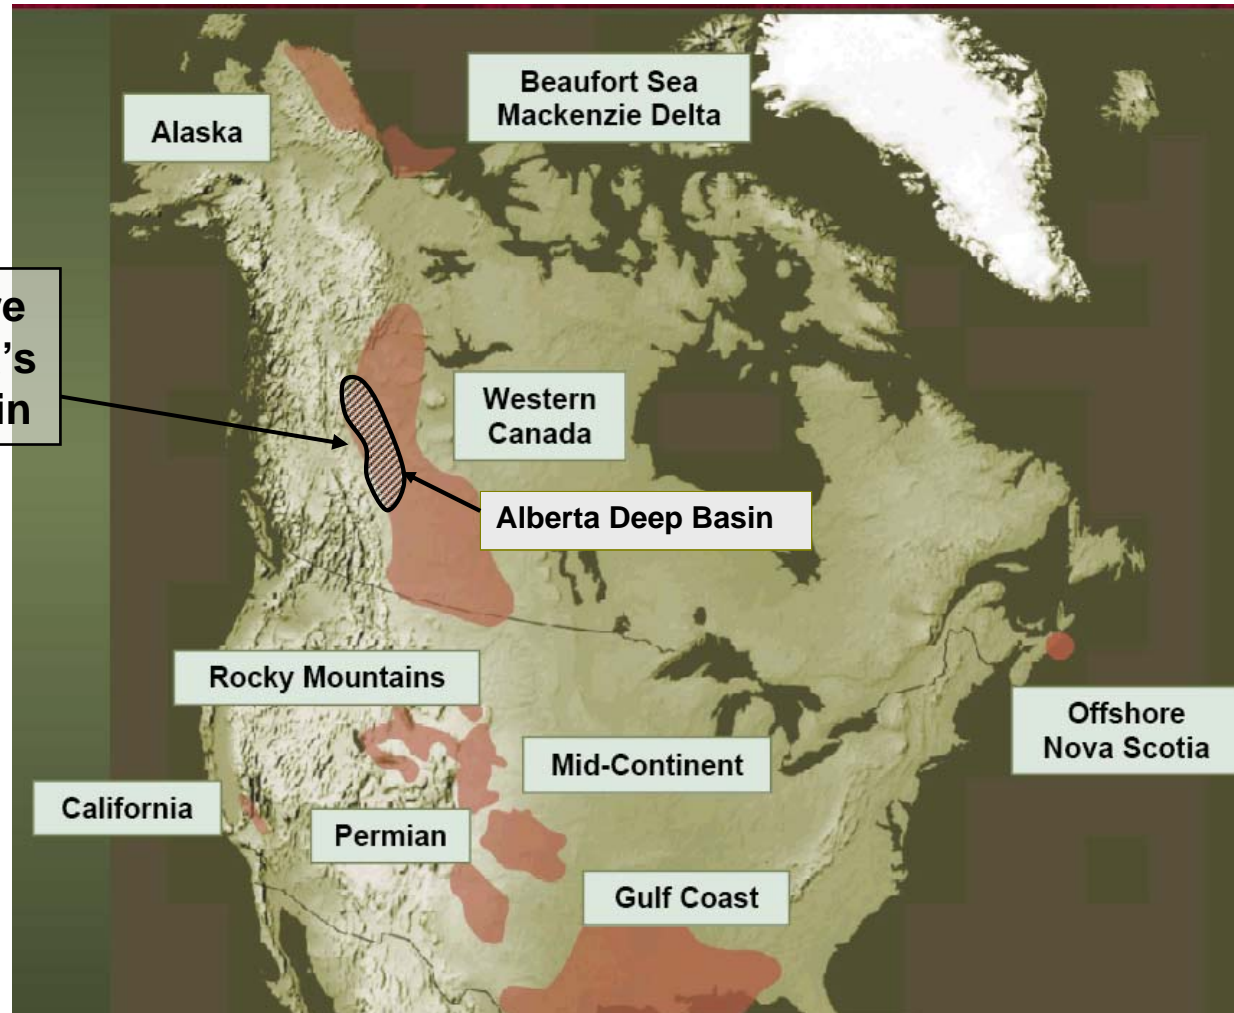 Beaufort Sea
Mackenzie Delta
Alaska
’s
in
Western
Canada
Alberta Deep Basin
Rocky Mountains
Offshore
Nova Scotia
Mid-Continent
California
Permian
Gulf Coast